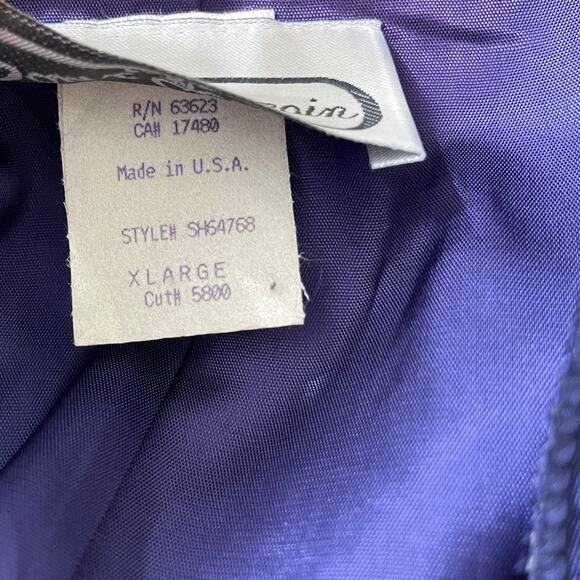 R/N 63623
CA# 17480
Made in U.S.A.
STYLE# SH64768
XLARGE
Cut# 5800